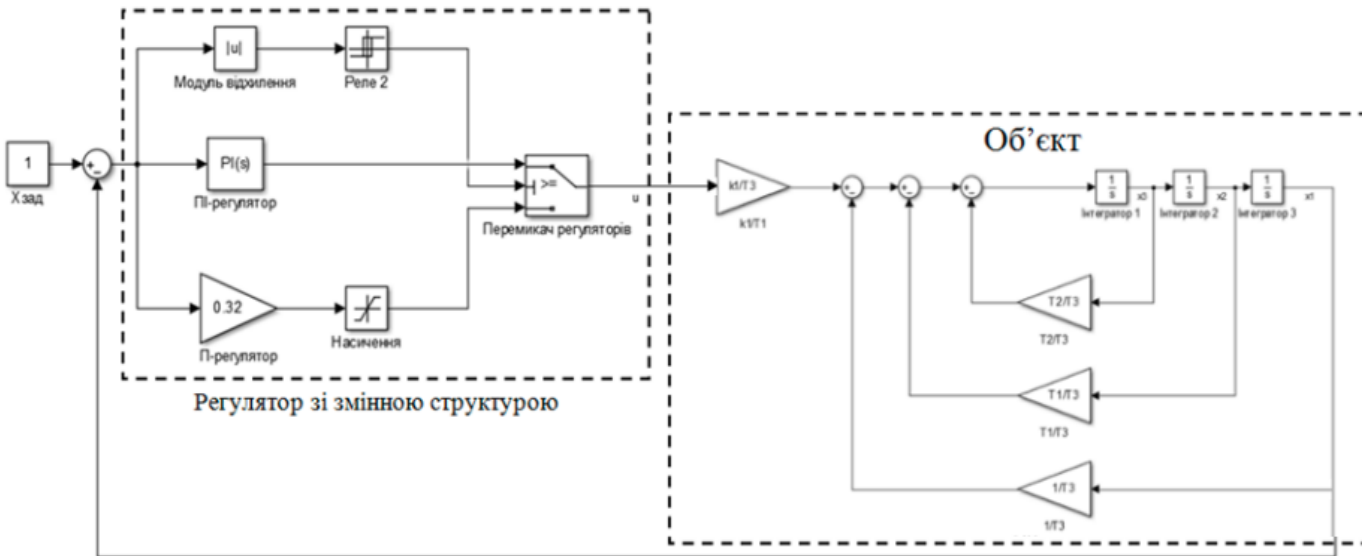 |u|
Модуль відхилення
Реле 2
1
Xзад
PI(s)
ПІ-регулятор
>=
Перемикач регуляторів
u
0.32
П-регулятор
Насичення
Регулятор зі змінною структурою
Об’єкт
k1/T3
k1/T1
1
s
Інтегратор 1
x3
1
s
Інтегратор 2
x2
1
s
Інтегратор 3
x1
T2/T3
T2/T3
T1/T3
T1/T3
1/T3
1/T3